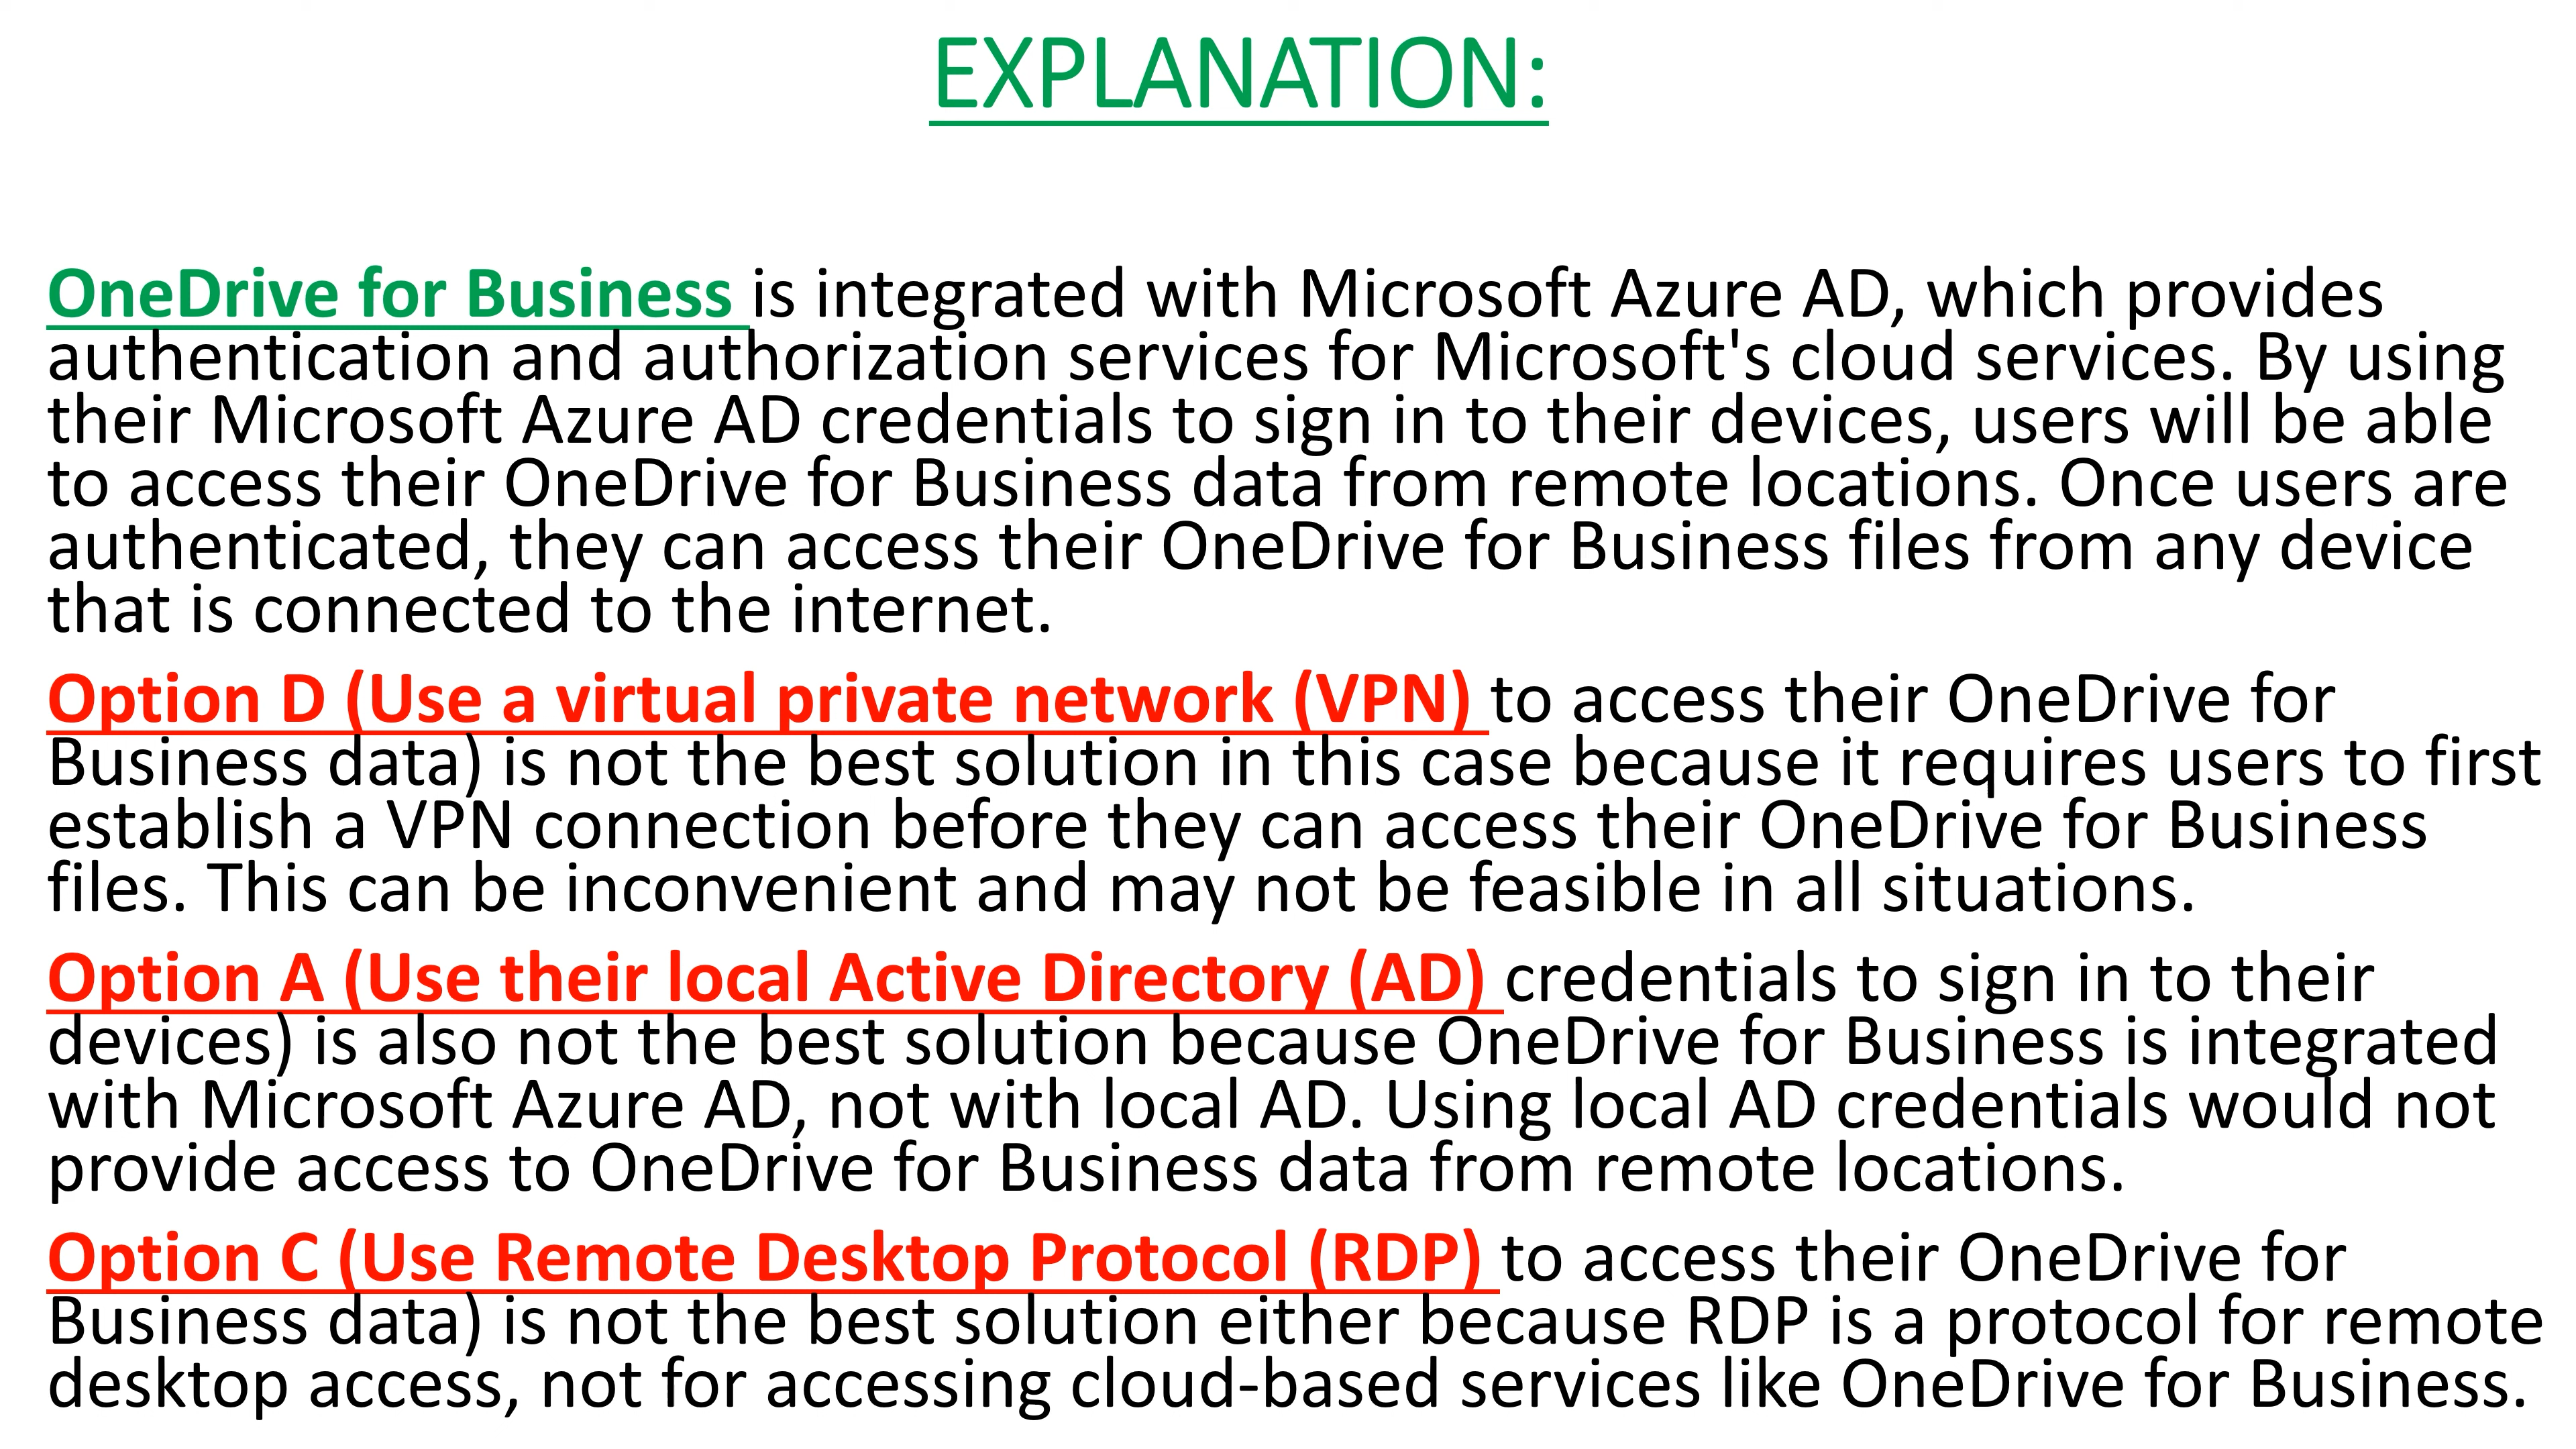 EXPLANATION:
OneDrive for Business is integrated with Microsoft Azure AD, which provides
authentication and authorization services for Microsoft's cloud services. By using
their Microsoft Azure AD credentials to sign in to their devices, users will be able
to access their OneDrive for Business data from remote locations. Once users are
authenticated, they can access their OneDrive for Business files from any device
that is connected to the internet.
Option D (Use a virtual private network (VPN) to access their OneDrive for
Business data) is not the best solution in this case because it requires users to first
establish a VPN connection before they can access their OneDrive for Business
files. This can be inconvenient and may not be feasible in all situations.
Option A (Use their local Active Directory (AD) credentials to sign in to their
devices) is also not the best solution because OneDrive for Business is integrated
with Microsoft Azure AD, not with local AD. Using local AD credentials would not
provide access to OneDrive for Business data from remote locations.
Option C (Use Remote Desktop Protocol (RDP) to access their OneDrive for
Business data) is not the best solution either because RDP is a protocol for remote
desktop access, not for accessing cloud-based services like OneDrive for Business.